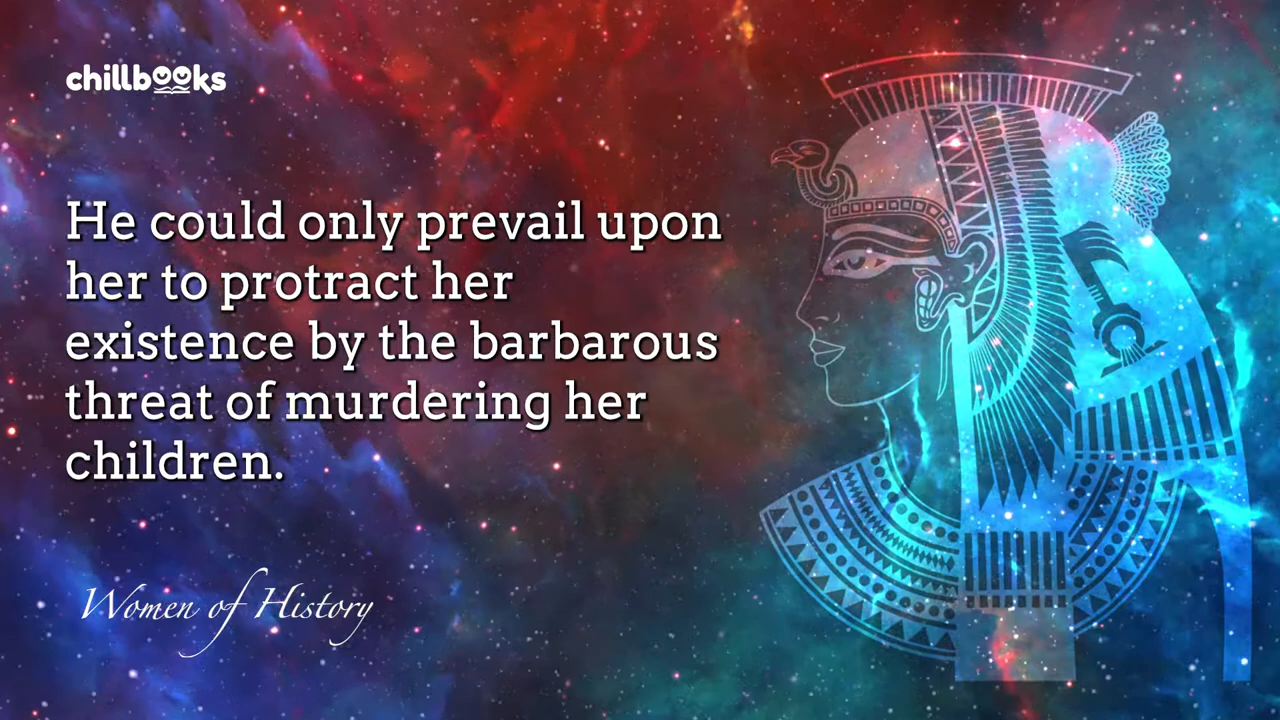 chillbooks
He could only prevail upon
her to protract her
existence by the barbarous
threat of murdering her
children.
Women of History